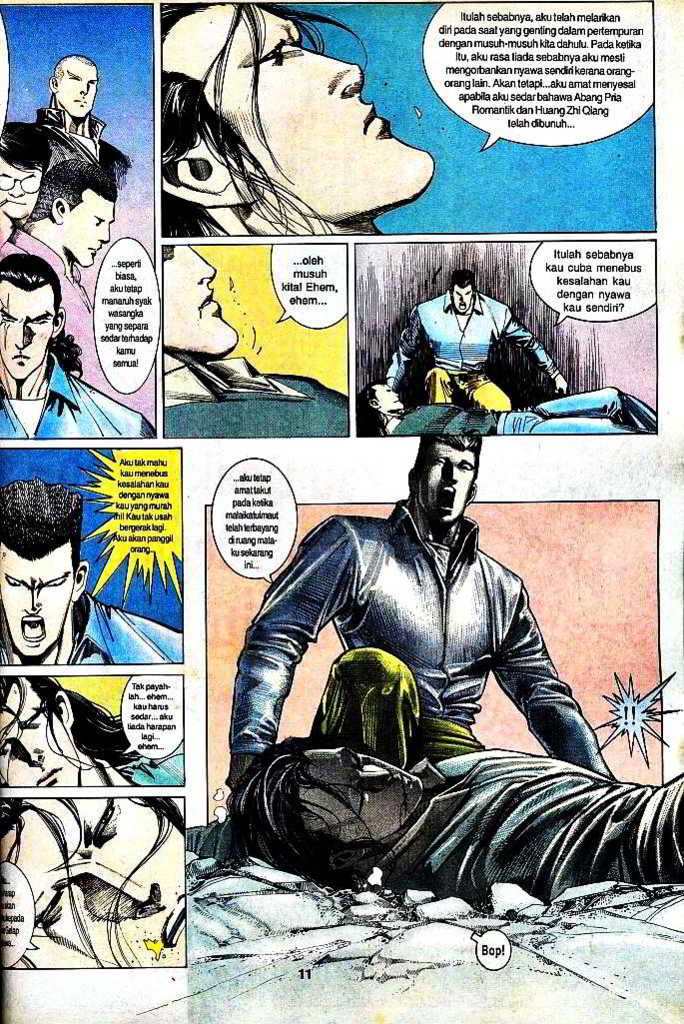 Itulah sebabnya, aku telah melarikan
diri pada saat yang genting dalam pertempuran
dengan musuh-musuh kita dahulu. Pada ketika
itu, aku rasa tiada sebabnya aku mesti
mengorbankan nyawa sendiri kerana orang-
orang lain. Akan tetapi...aku amat menyesal
apabila aku sedar bahawa Abang Pria
Romantik dan Huang Zhi Qiang
telah dibunuh...
...seperti
biasa,
aku tetap
manaruh syak
wasangka
yang separa
sedar terhadap
kamu
semua!
...oleh
musuh
kita! Ehem,
ehem...
Itulah sebabnya
kau cuba menebus
kesalahan kau
dengan nyawa
kau sendiri?
Aku tak mahu
kau menebus
kesalahan kau
dengan nyawa
kau yang murah
ini! Kau tak usah
bergerak lagi.
Aku akan panggil
orang...
...aku tetap
amat takut
pada ketika
malaikatulmaut
telah terbayang
di ruang mata-
ku sekarang
ini...
!!
Tak payah-
lah... ehem...
kau harus
sedar... aku
tiada harapan
lagi...
ehem...
Bop!
11